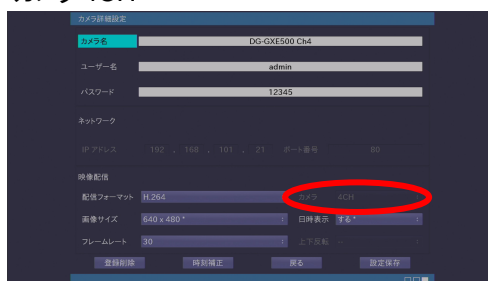 カメラ詳細設定
カメラ名 DG-GXE500 Ch4
ユーザー名 admin
パスワード 12345
ネットワーク
IP アドレス 192 . 168 . 101 . 21 ポート番号 80
映像配信
配信フォーマット H.264 カメラ 4CH
画像サイズ 640 x 480 * 日時表示 する *
フレームレート 30 上下反転 -
登録削除 時刻補正 戻る 設定保存